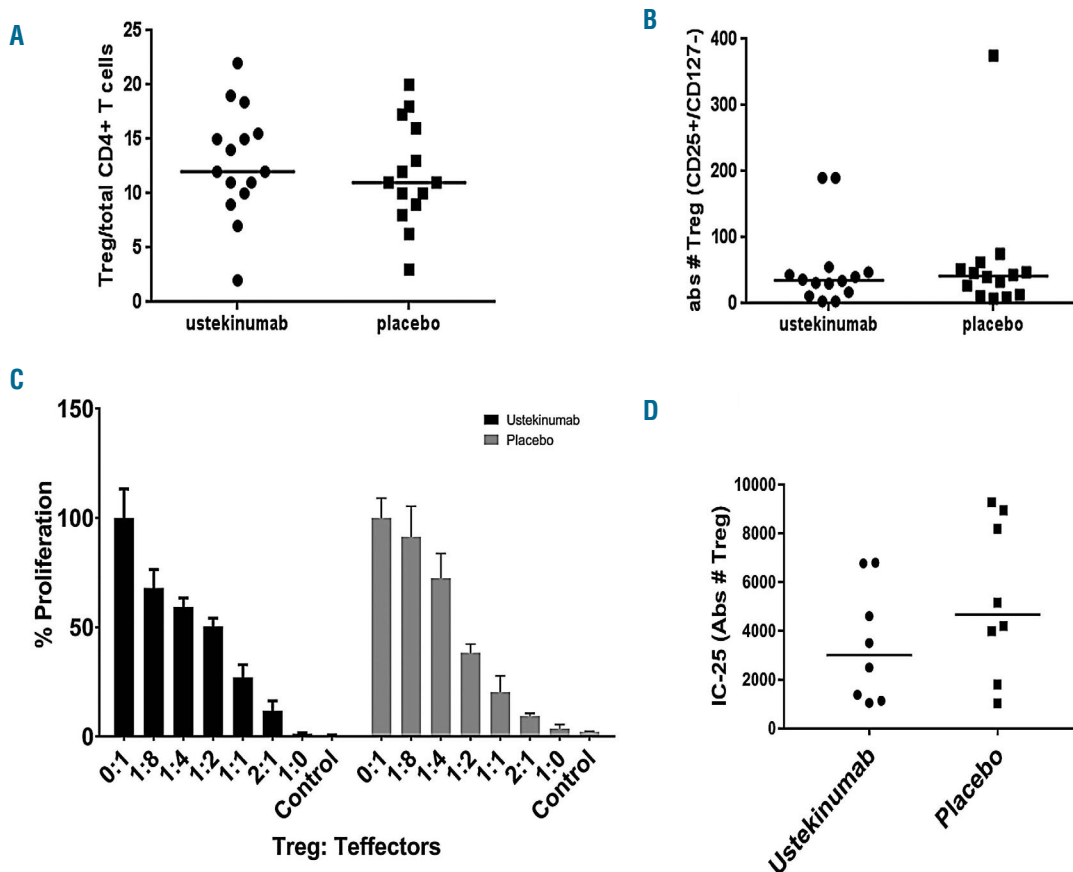 A
Treg/total CD4+ T cells
25
20
15
10
5
0
ustekinumab
placebo
B
abs # Treg (CD25+/CD127-)
400
300
200
100
0
ustekinumab
placebo
C
% Proliferation
150
100
50
0
Ustekinumab
Placebo
0:1
1:8
1:4
1:2
1:1
2:1
1:0
Control
0:1
1:8
1:4
1:2
1:1
2:1
1:0
Control
Treg: Teffectors
D
IC-25 (Abs # Treg)
10000
8000
6000
4000
2000
0
Ustekinumab
Placebo